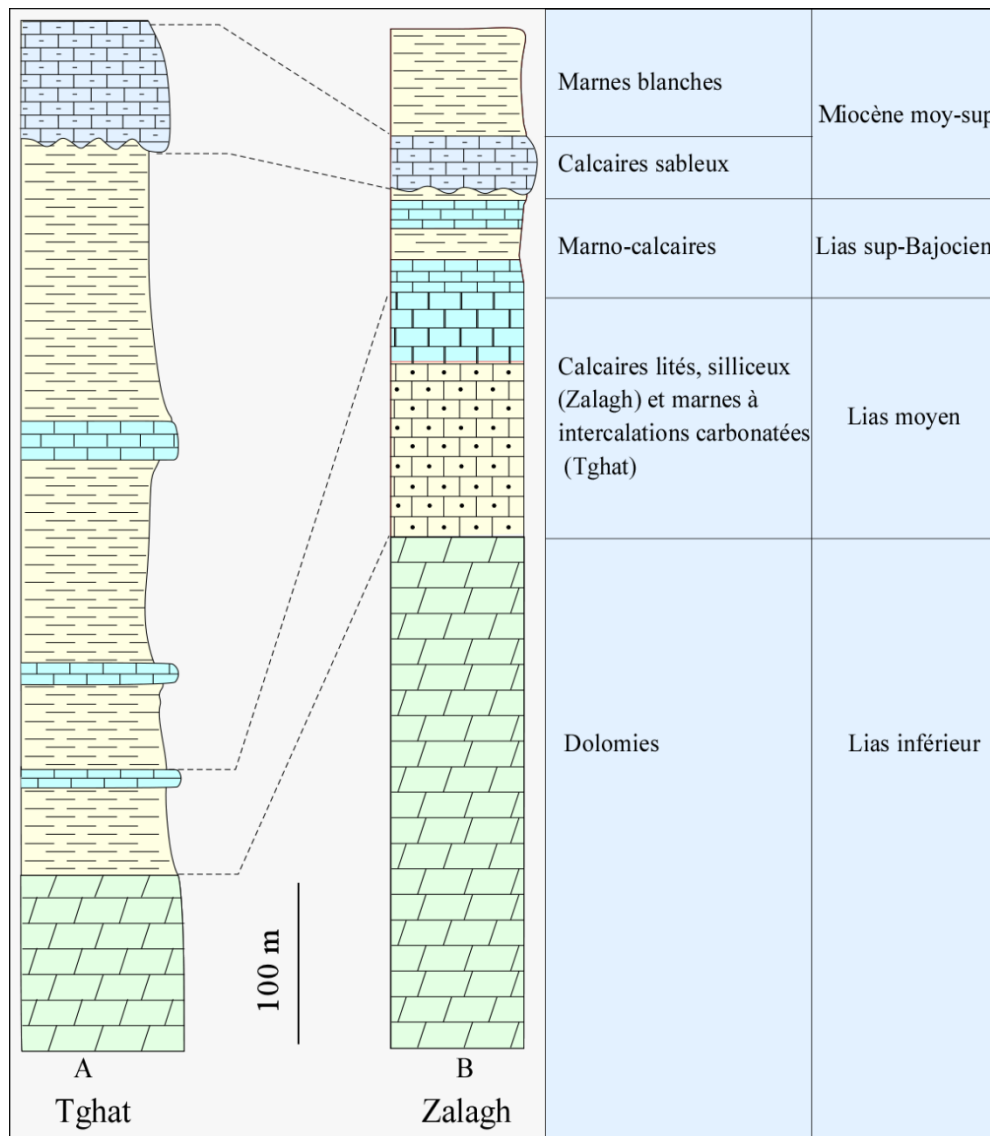 Marnes blanches
Miocène moy-sup
Calcaires sableux
Marno-calcaires
Lias sup-Bajocien
Calcaires lités, silliceux
(Zalagh) et marnes à
intercalations carbonatées
(Tghat)
Lias moyen
Dolomies
Lias inférieur
100 m
A
Tghat
B
Zalagh